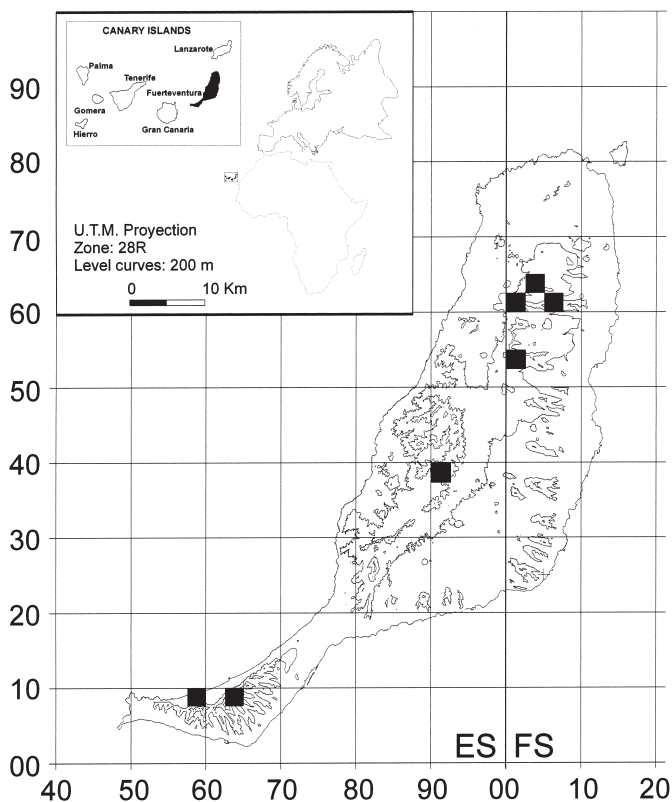 CANARY ISLANDS
Lanzarote
Palma
Tenerife
Fuerteventura
Gomera
Hierro
Gran Canaria
U.T.M. Proyection
Zone: 28R
Level curves: 200 m
0 10 Km
90
80
70
60
50
40
30
20
10
00
ES FS
40 50 60 70 80 90 00 10 20